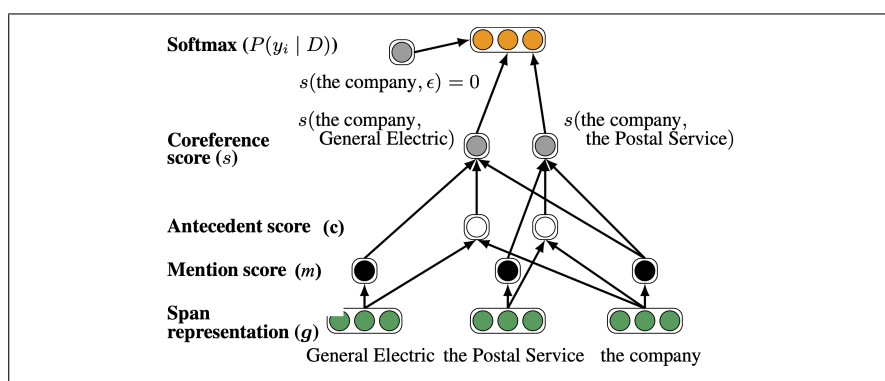 Softmax (P(y_i | D))
s(the company, ϵ) = 0
s(the company,
General Electric)
s(the company,
the Postal Service)
Coreference
score (s)
Antecedent score (c)
Mention score (m)
Span
representation (g)
General Electric the Postal Service the company